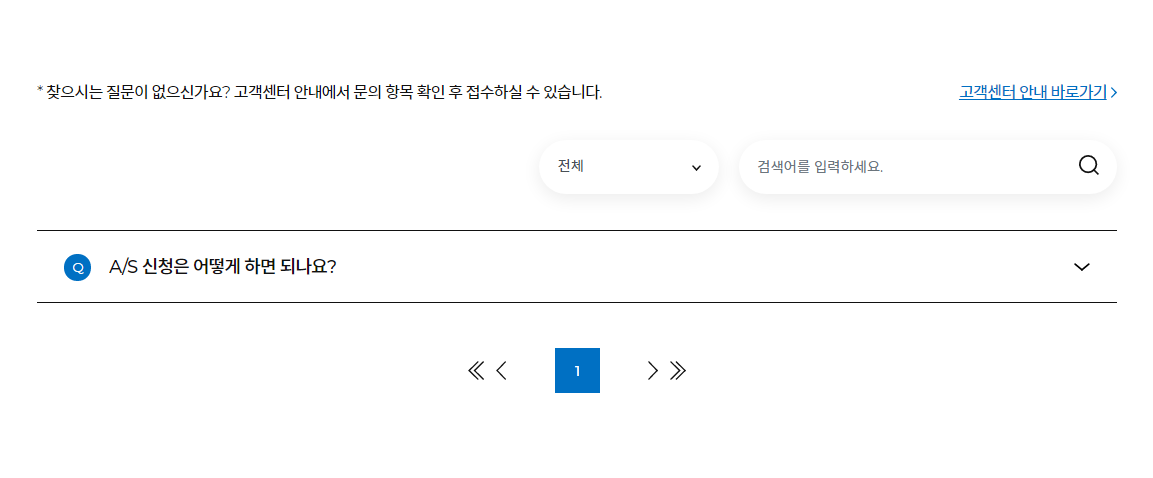 * 찾으시는 질문이 없으신가요? 고객센터 안내에서 문의 항목 확인 후 접수하실 수 있습니다.
고객센터 안내 바로가기
전체
검색어를 입력하세요.
Q A/S 신청은 어떻게 하면 되나요?
1